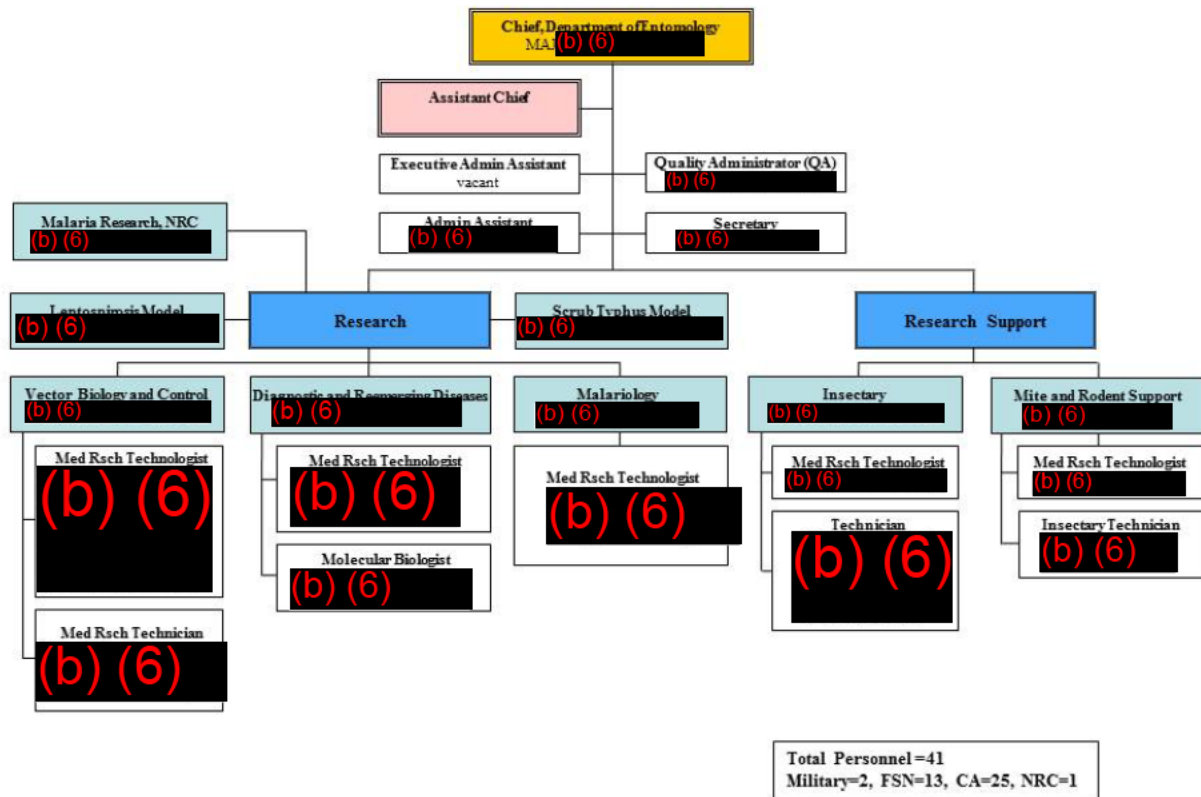 Chief, Department of Entomology
MAJ (b) (6)
Assistant Chief
Executive Admin Assistant
vacant
Quality Administrator (QA)
(b) (6)
Malaria Research, NRC
(b) (6)
Admin Assistant
(b) (6)
Secretary
(b) (6)
Leptospirosis Model
(b) (6)
Research
Scrub Typhus Model
(b) (6)
Research Support
Vector Biology and Control
(b) (6)
Diagnostic and Reemerging Diseases
(b) (6)
Malariology
(b) (6)
Insectary
(b) (6)
Mite and Rodent Support
(b) (6)
Med Rsch Technologist
(b) (6)
Med Rsch Technician
(b) (6)
Med Rsch Technologist
(b) (6)
Molecular Biologist
(b) (6)
Med Rsch Technologist
(b) (6)
Med Rsch Technologist
(b) (6)
Technician
(b) (6)
Med Rsch Technologist
(b) (6)
Insectary Technician
(b) (6)
Total Personnel =41
Military=2, FSN=13, CA=25, NRC=1